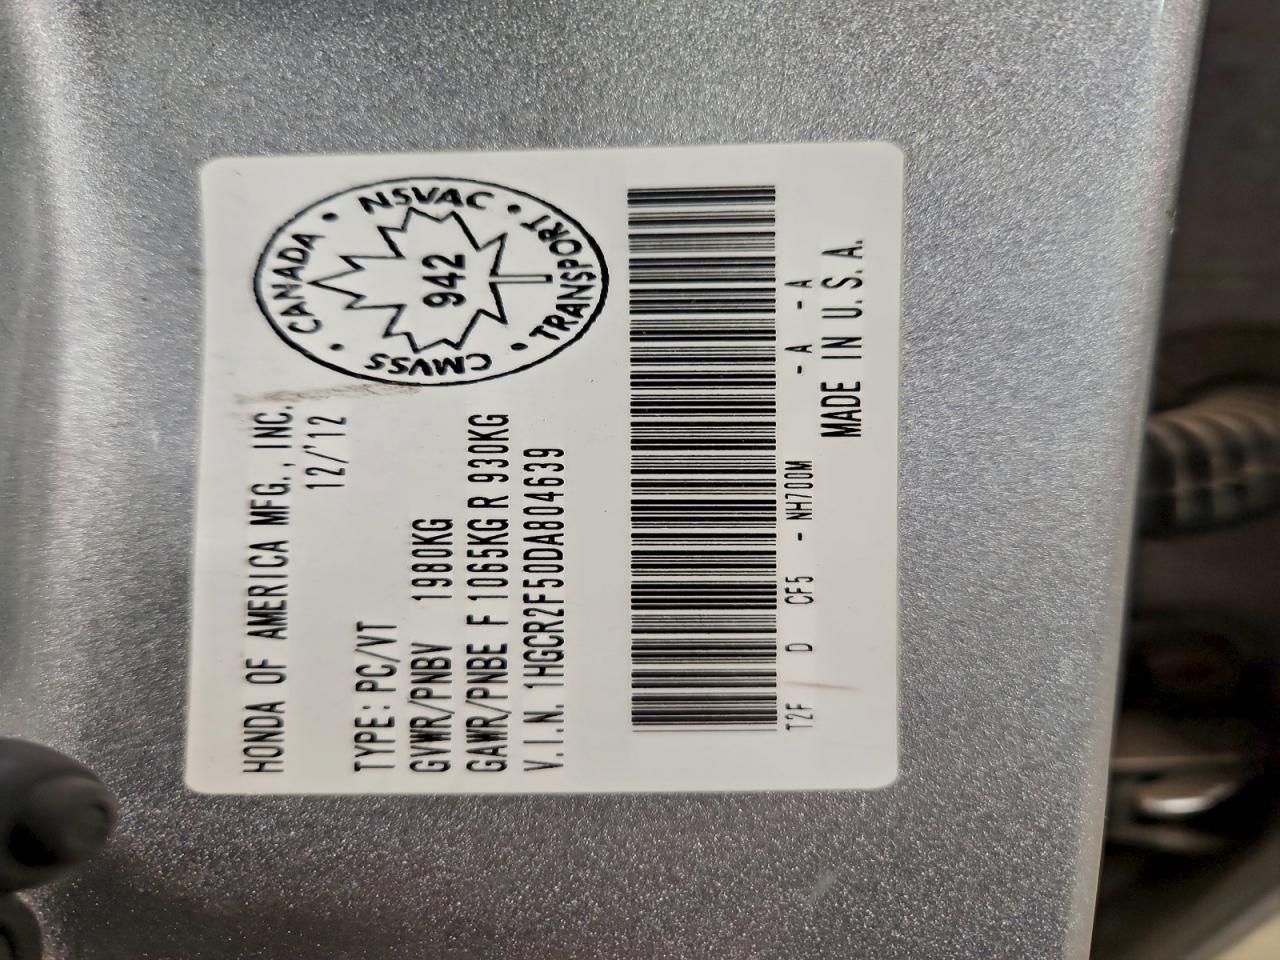 HONDA OF AMERICA MFG., INC.
12/'12
CANADA • NSVAC • TRANSPORT • CMVSS •
942
TYPE: PC/VT
GVWR/PNBV 1980KG
GAWR/PNBE F 1065KG R 930KG
V.I.N. 1HGCR2F50DA804639
T2F D CF5 - NH700M - A - A
MADE IN U.S.A.